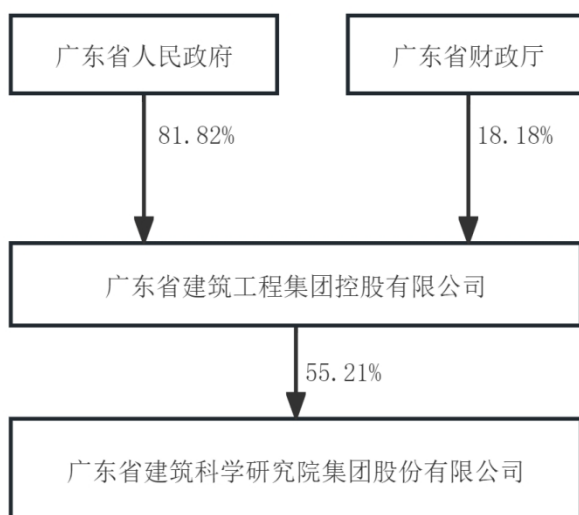 广东省人民政府
广东省财政厅
81.82%
18.18%
广东省建筑工程集团控股有限公司
55.21%
广东省建筑科学研究院集团股份有限公司